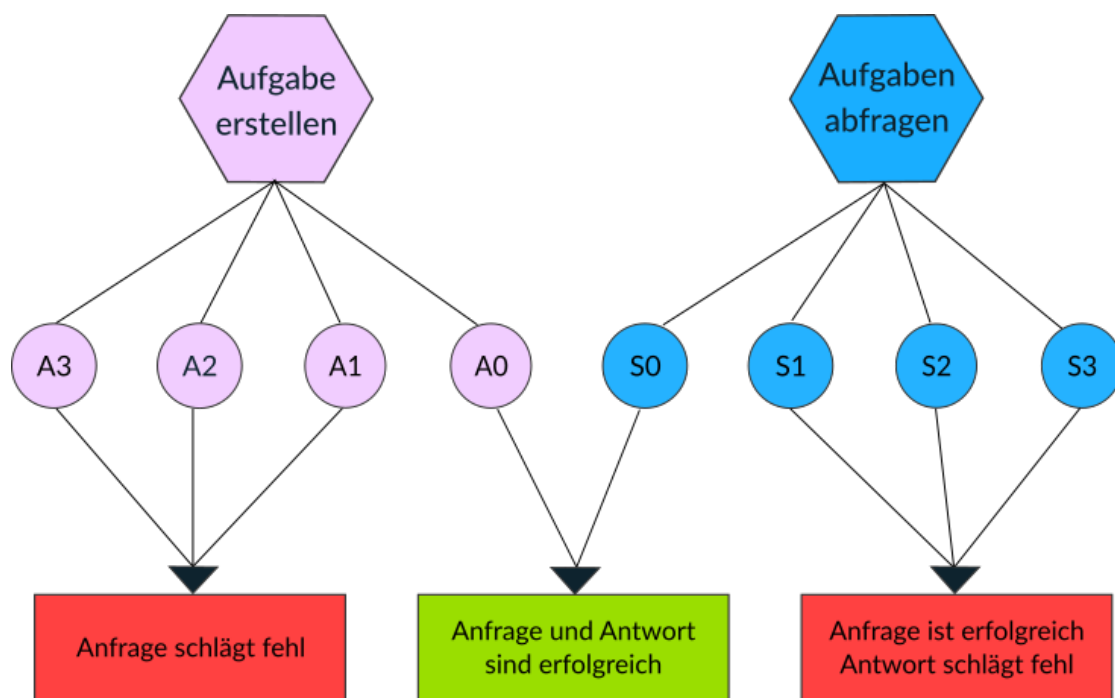 Aufgabe
erstellen
Aufgaben
abfragen
A3
A2
A1
A0
S0
S1
S2
S3
Anfrage schlägt fehl
Anfrage und Antwort
sind erfolgreich
Anfrage ist erfolgreich
Antwort schlägt fehl